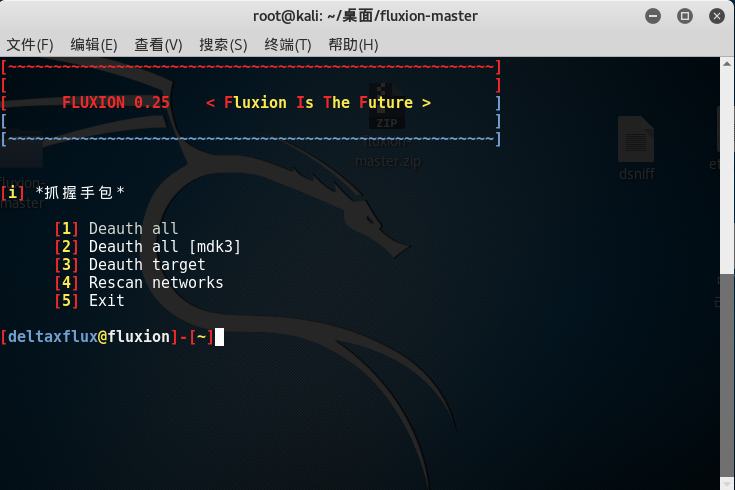 root@kali: ~/桌面/fluxion-master
文件(F) 编辑(E) 查看(V) 搜索(S) 终端(T) 帮助(H)
[~~~~~~~~~~~~~~~~~~~~~~~~~~~~~~~~~~~~~~~~~~~~~~~~~~~~~~]
[ ]
[ FLUXION 0.25 < Fluxion Is The Future > ]
[ ]
[~~~~~~~~~~~~~~~~~~~~~~~~~~~~~~~~~~~~~~~~~~~~~~~~~~~~~~]
ZIP
fluxion-
master.zip
dsniff
fluxion-
master
[i] *抓握手包*
[1] Deauth all
[2] Deauth all [mdk3]
[3] Deauth target
[4] Rescan networks
[5] Exit
[deltaxflux@fluxion]-[~]